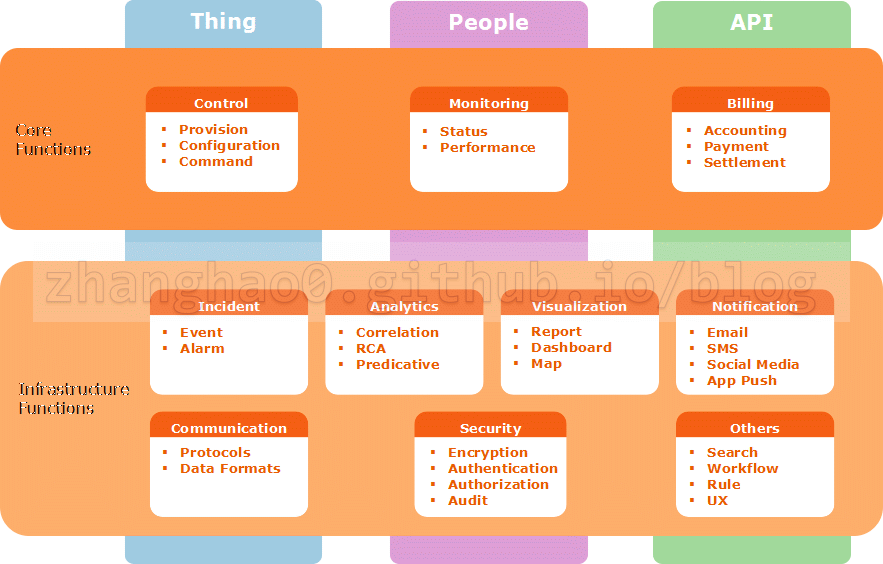 Thing
People
API
Core
Functions
Control
▪ Provision
▪ Configuration
▪ Command
Monitoring
▪ Status
▪ Performance
Billing
▪ Accounting
▪ Payment
▪ Settlement
zhanghao0.github.io/blog
Infrastructure
Functions
Incident
▪ Event
▪ Alarm
Analytics
▪ Correlation
▪ RCA
▪ Predicative
Visualization
▪ Report
▪ Dashboard
▪ Map
Notification
▪ Email
▪ SMS
▪ Social Media
▪ App Push
Communication
▪ Protocols
▪ Data Formats
Security
▪ Encryption
▪ Authentication
▪ Authorization
▪ Audit
Others
▪ Search
▪ Workflow
▪ Rule
▪ UX